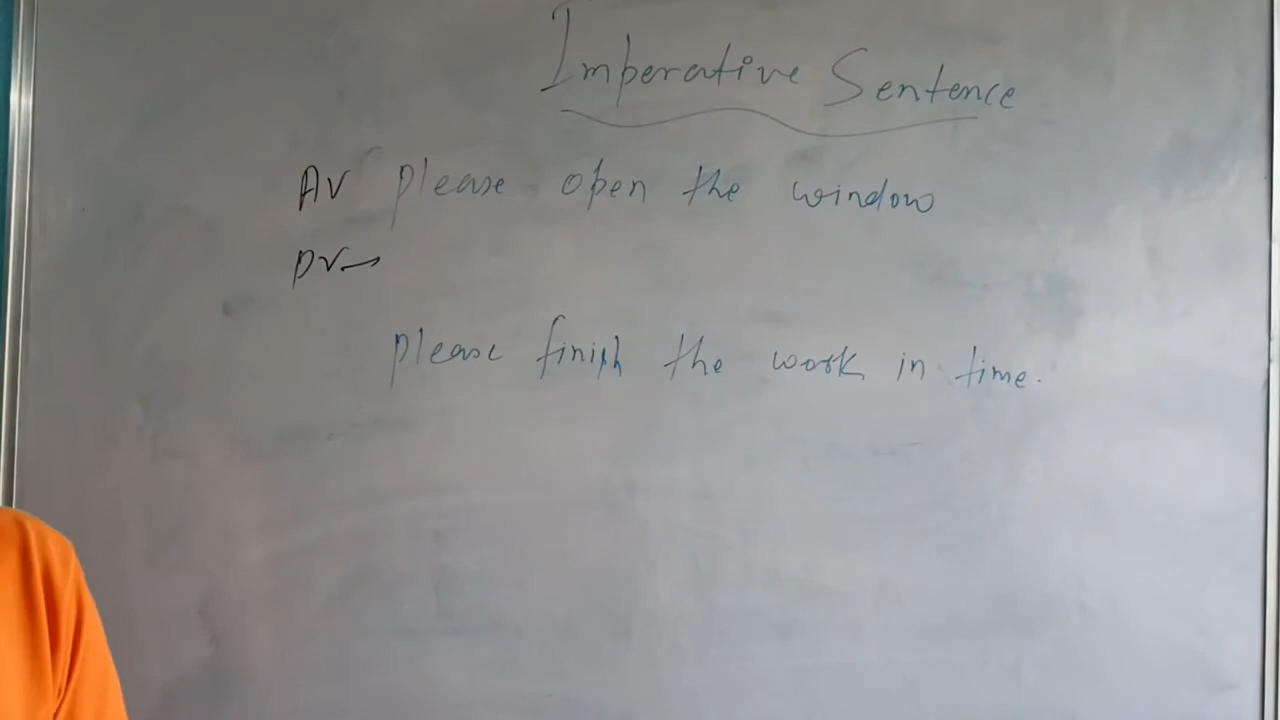 Imperative Sentence
AV please open the window
PV→
please finish the work in time.